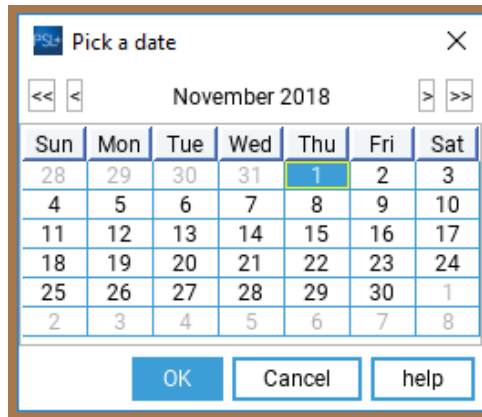 PSL+ Pick a date
<< < November 2018 > >>
Sun Mon Tue Wed Thu Fri Sat
28 29 30 31 1 2 3
4 5 6 7 8 9 10
11 12 13 14 15 16 17
18 19 20 21 22 23 24
25 26 27 28 29 30 1
2 3 4 5 6 7 8
OK Cancel help